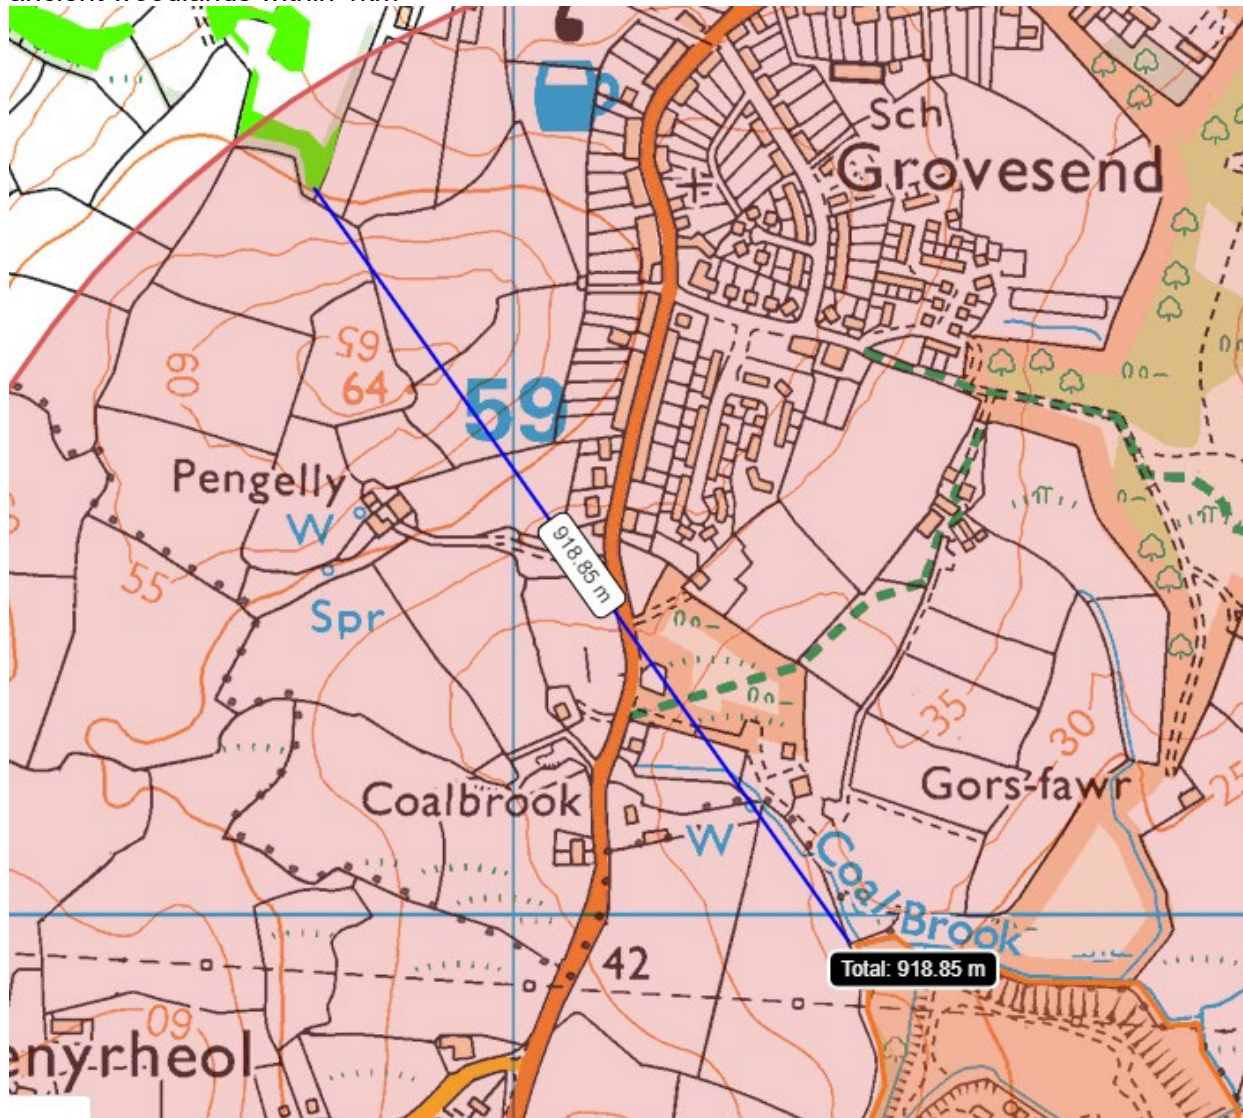 Sch
Grovesend
59
65
64
60
Pengelly
W
55
Spr
918.85 m
35
30
25
Gors-fawr
Coalbrook
W
Coal Brook
42
Total: 918.85 m
60
enyrheol